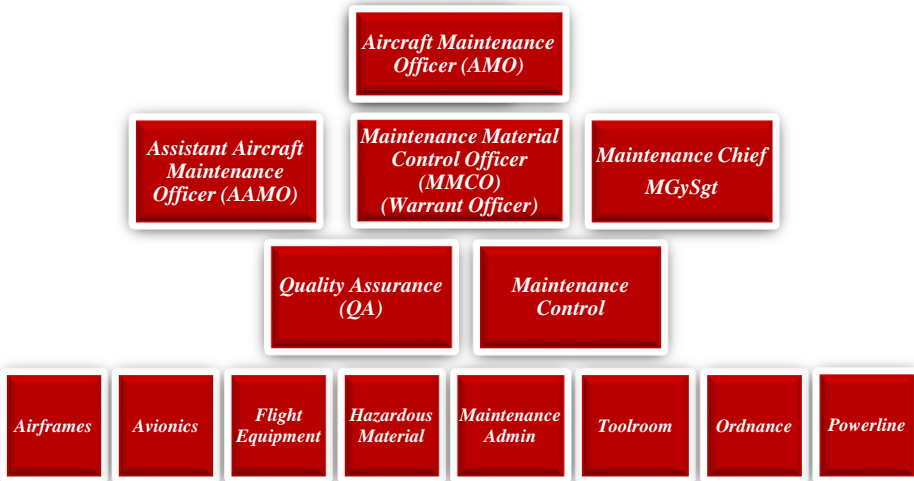 Aircraft Maintenance
Officer (AMO)
Assistant Aircraft
Maintenance
Officer (AAMO)
Maintenance Material
Control Officer
(MMCO)
(Warrant Officer)
Maintenance Chief
MGySgt
Quality Assurance
(QA)
Maintenance
Control
Airframes
Avionics
Flight
Equipment
Hazardous
Material
Maintenance
Admin
Toolroom
Ordnance
Powerline